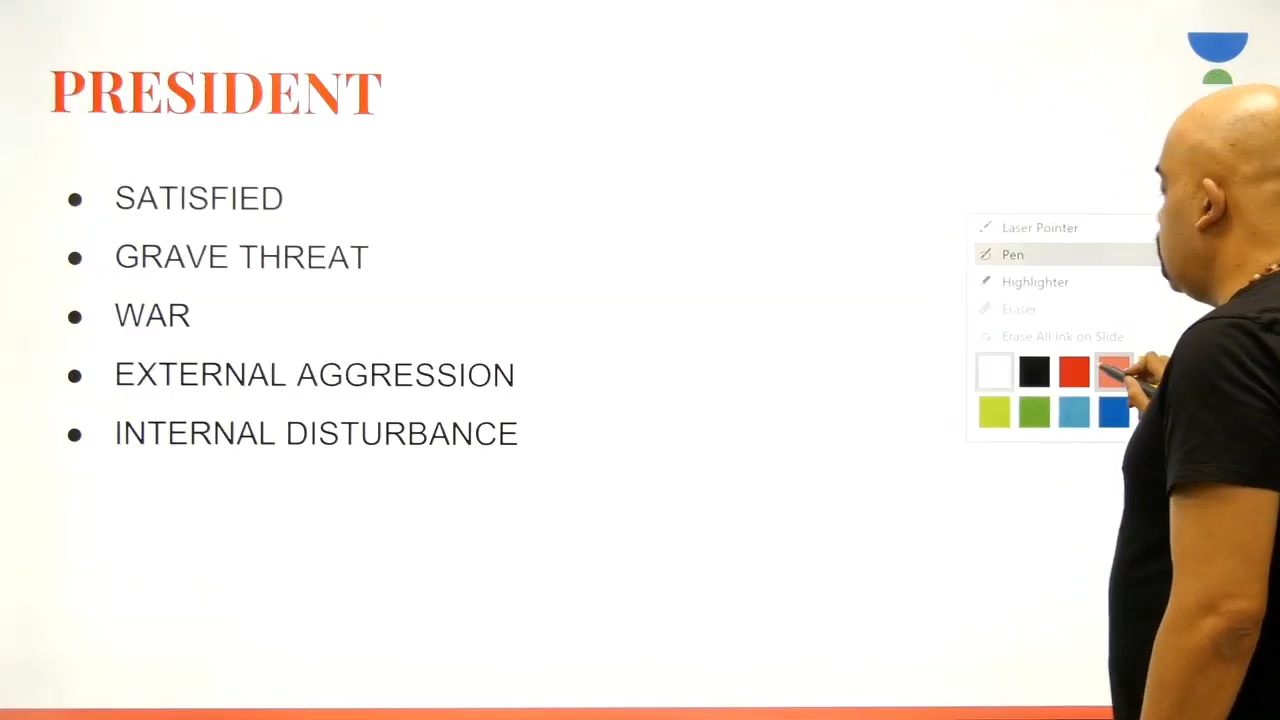 PRESIDENT
SATISFIED
GRAVE THREAT
WAR
EXTERNAL AGGRESSION
INTERNAL DISTURBANCE
Laser Pointer
Pen
Highlighter
Eraser
Erase All Ink on Slide